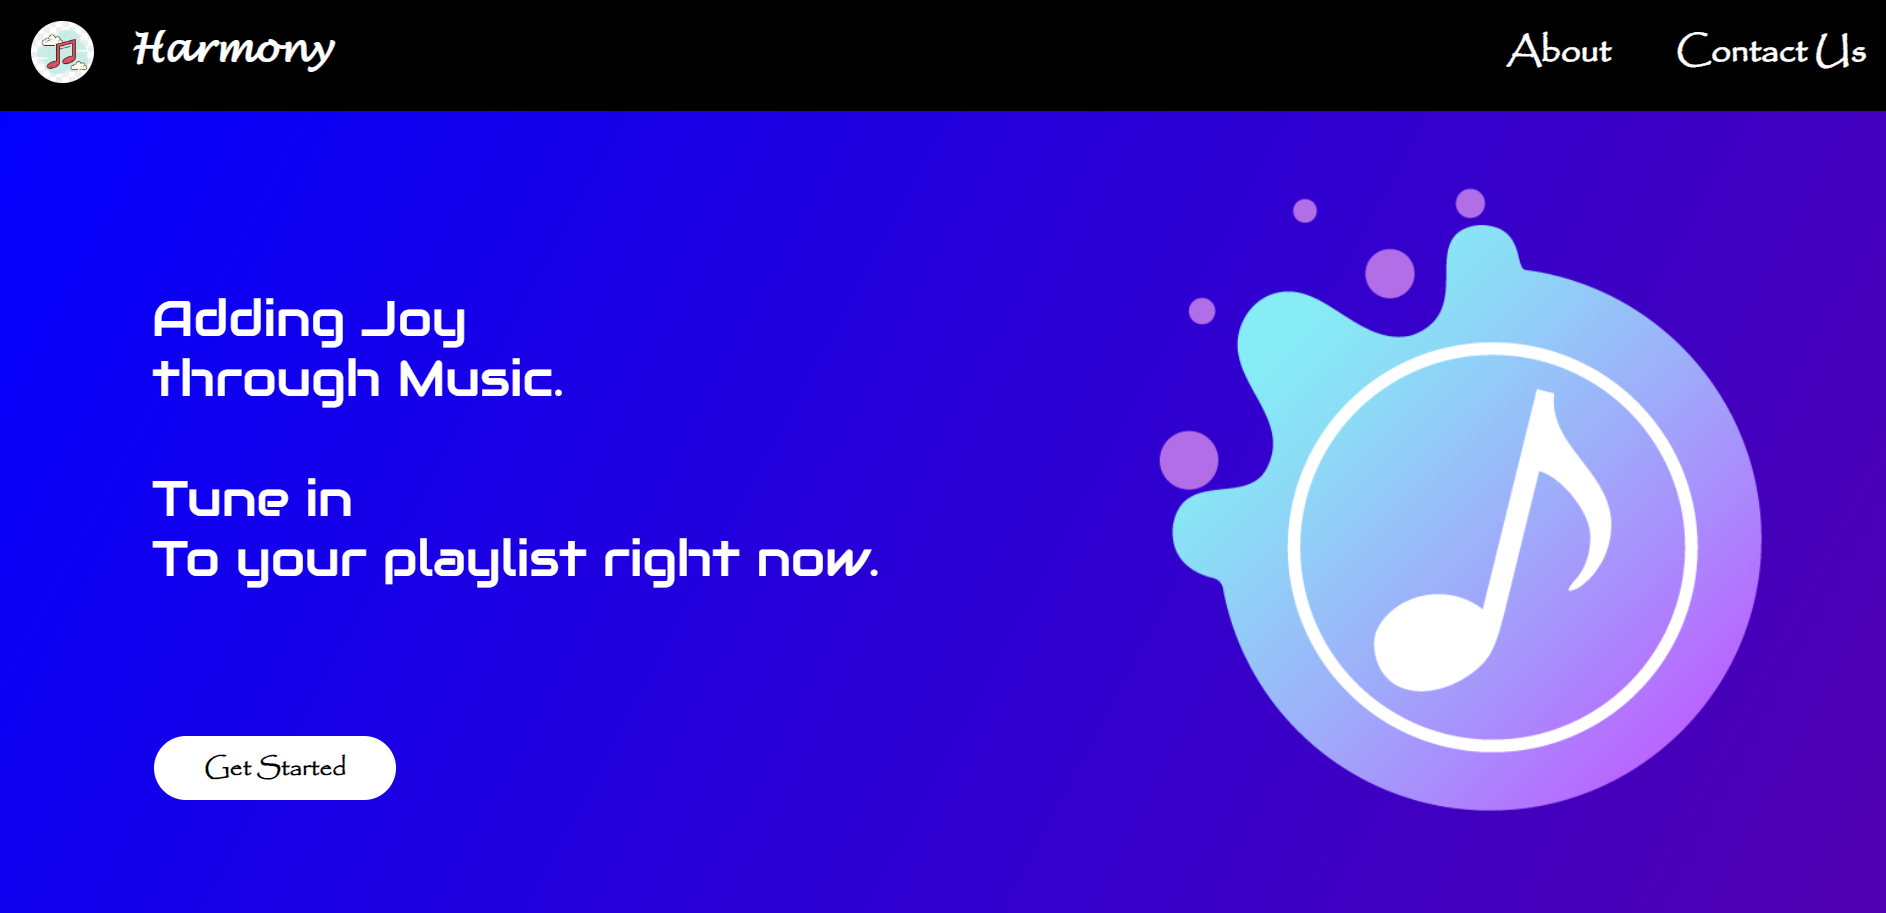 Harmony
About
Contact Us
Adding Joy
through Music.
Tune in
To your playlist right now.
Get Started